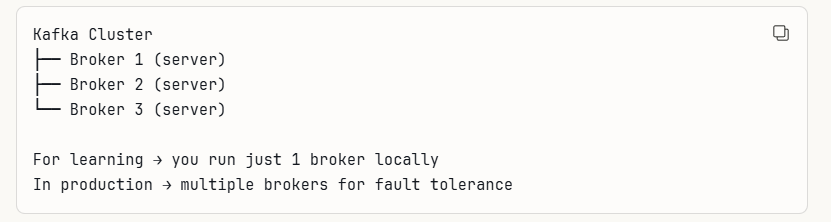 Kafka Cluster
├── Broker 1 (server)
├── Broker 2 (server)
└── Broker 3 (server)

For learning → you run just 1 broker locally
In production → multiple brokers for fault tolerance